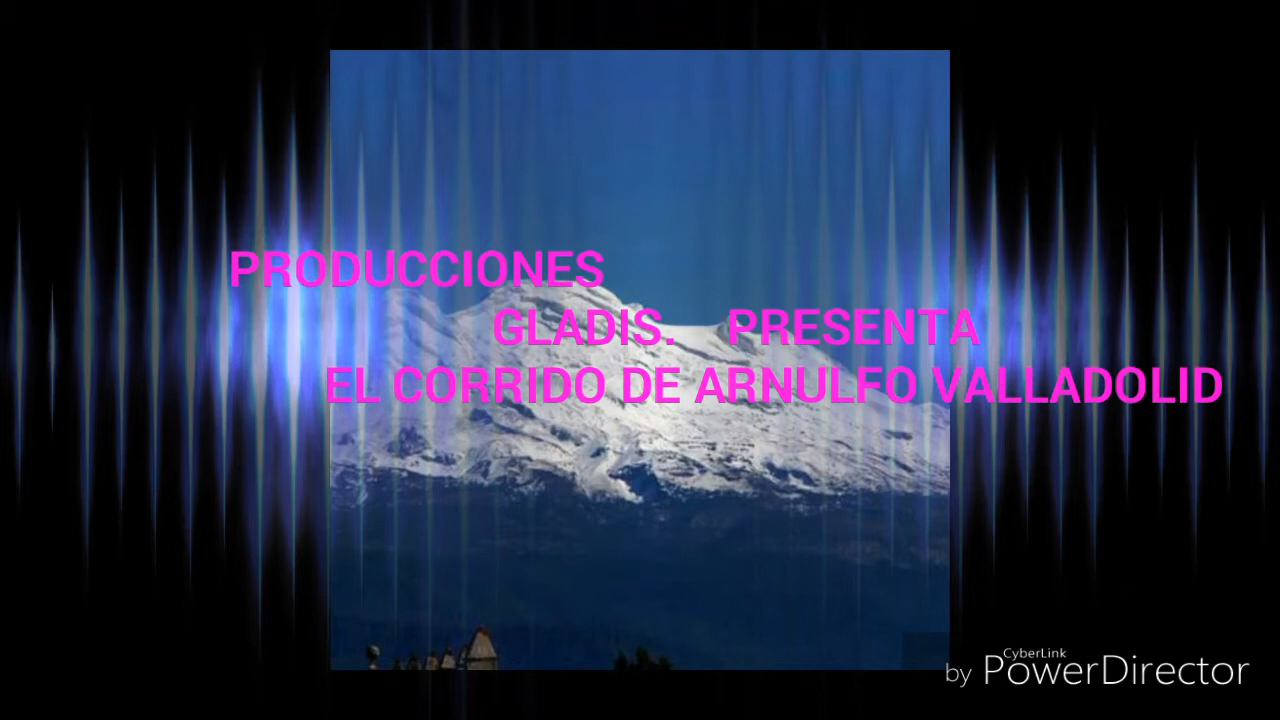 PRODUCCIONES
GLADIS. PRESENTA
EL CORRIDO DE ARNULFO VALLADOLID
by CyberLink PowerDirector